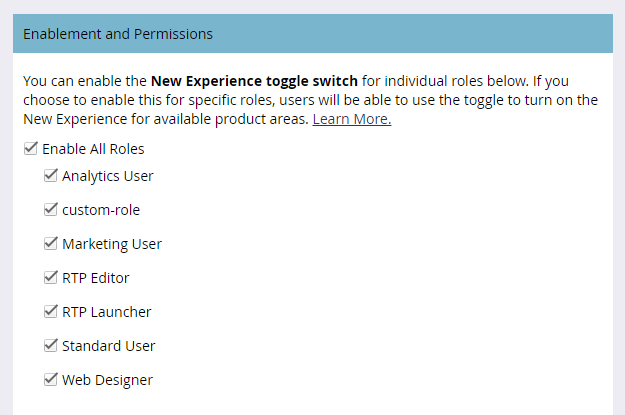 Enablement and Permissions
You can enable the New Experience toggle switch for individual roles below. If you
choose to enable this for specific roles, users will be able to use the toggle to turn on the
New Experience for available product areas. Learn More.
Enable All Roles
Analytics User
custom-role
Marketing User
RTP Editor
RTP Launcher
Standard User
Web Designer